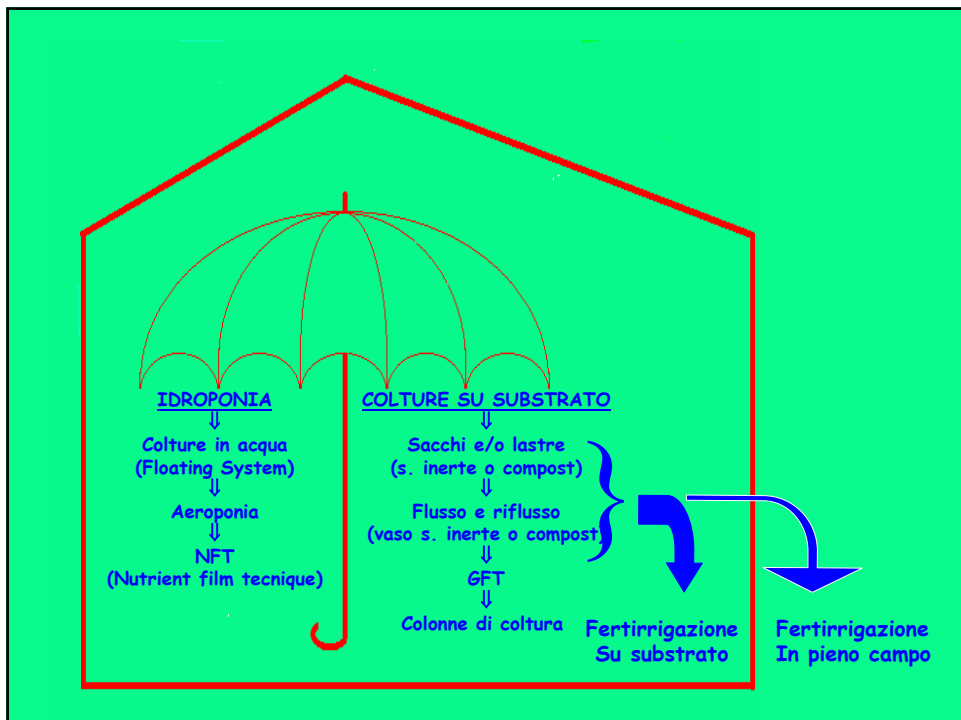 IDROPONIA
⇓
Colture in acqua
(Floating System)
⇓
Aeroponia
⇓
NFT
(Nutrient film tecnique)
COLTURE SU SUBSTRATO
⇓
Sacchi e/o lastre
(s. inerte o compost)
⇓
Flusso e riflusso
(vaso s. inerte o compost)
⇓
GFT
⇓
Colonne di coltura
Fertirrigazione
Su substrato
Fertirrigazione
In pieno campo